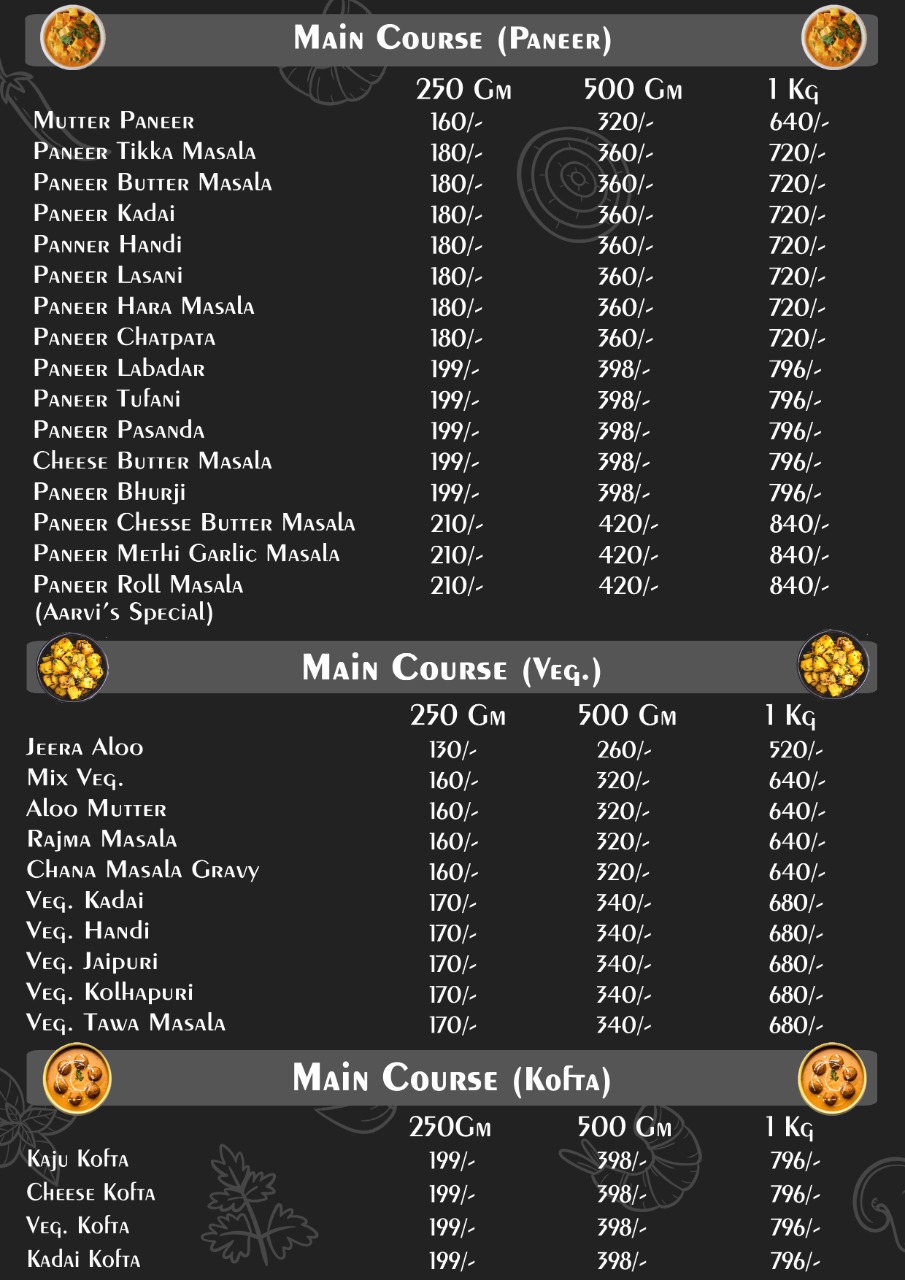 Main Course (Paneer)
250 Gm 500 Gm 1 Kg
Mutter Paneer 160/- 320/- 640/-
Paneer Tikka Masala 180/- 360/- 720/-
Paneer Butter Masala 180/- 360/- 720/-
Paneer Kadai 180/- 360/- 720/-
Panner Handi 180/- 360/- 720/-
Paneer Lasani 180/- 360/- 720/-
Paneer Hara Masala 180/- 360/- 720/-
Paneer Chatpata 180/- 360/- 720/-
Paneer Labadar 199/- 398/- 796/-
Paneer Tufani 199/- 398/- 796/-
Paneer Pasanda 199/- 398/- 796/-
Cheese Butter Masala 199/- 398/- 796/-
Paneer Bhurji 199/- 398/- 796/-
Paneer Chesse Butter Masala 210/- 420/- 840/-
Paneer Methi Garlic Masala 210/- 420/- 840/-
Paneer Roll Masala 210/- 420/- 840/-
(Aarvi's Special)
Main Course (Veg.)
250 Gm 500 Gm 1 Kg
Jeera Aloo 130/- 260/- 520/-
Mix Veg. 160/- 320/- 640/-
Aloo Mutter 160/- 320/- 640/-
Rajma Masala 160/- 320/- 640/-
Chana Masala Gravy 160/- 320/- 640/-
Veg. Kadai 170/- 340/- 680/-
Veg. Handi 170/- 340/- 680/-
Veg. Jaipuri 170/- 340/- 680/-
Veg. Kolhapuri 170/- 340/- 680/-
Veg. Tawa Masala 170/- 340/- 680/-
Main Course (Kofta)
250Gm 500 Gm 1 Kg
Kaju Kofta 199/- 398/- 796/-
Cheese Kofta 199/- 398/- 796/-
Veg. Kofta 199/- 398/- 796/-
Kadai Kofta 199/- 398/- 796/-